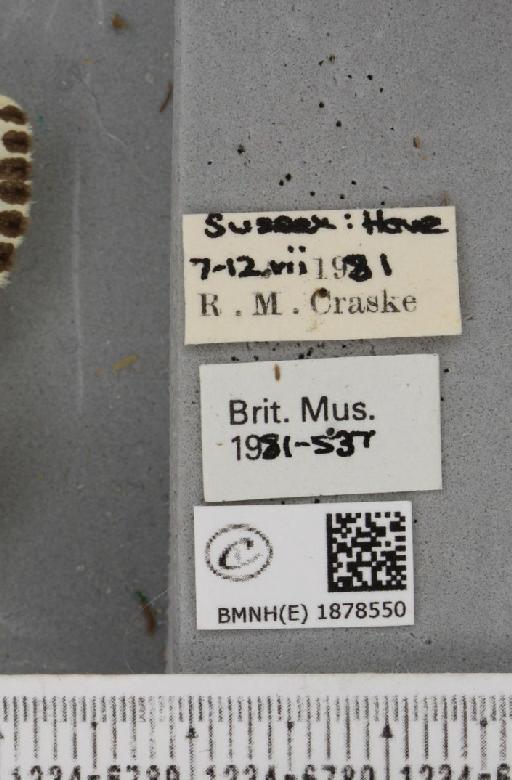 Sussex: Hove
7-12.vii 1981
R. M. Craske
Brit. Mus.
1981-537
C
BMNH(E) 1878550